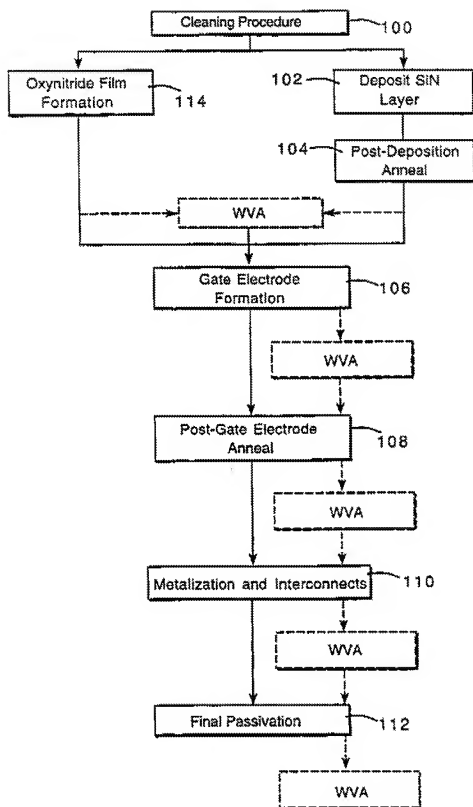 Cleaning Procedure
100
Oxynitride Film
Formation
114
102
Deposit SiN
Layer
104
Post-Deposition
Anneal
WVA
Gate Electrode
Formation
106
WVA
Post-Gate Electrode
Anneal
108
WVA
Metalization and Interconnects
110
WVA
Final Passivation
112
WVA